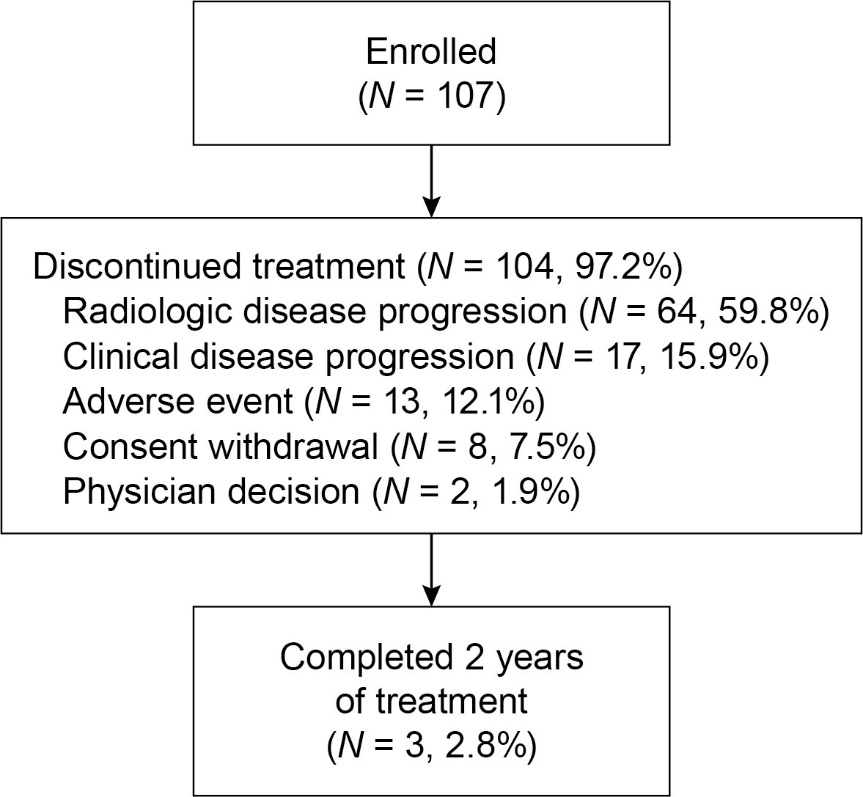 Enrolled
(N = 107)
Discontinued treatment (N = 104, 97.2%)
Radiologic disease progression (N = 64, 59.8%)
Clinical disease progression (N = 17, 15.9%)
Adverse event (N = 13, 12.1%)
Consent withdrawal (N = 8, 7.5%)
Physician decision (N = 2, 1.9%)
Completed 2 years
of treatment
(N = 3, 2.8%)